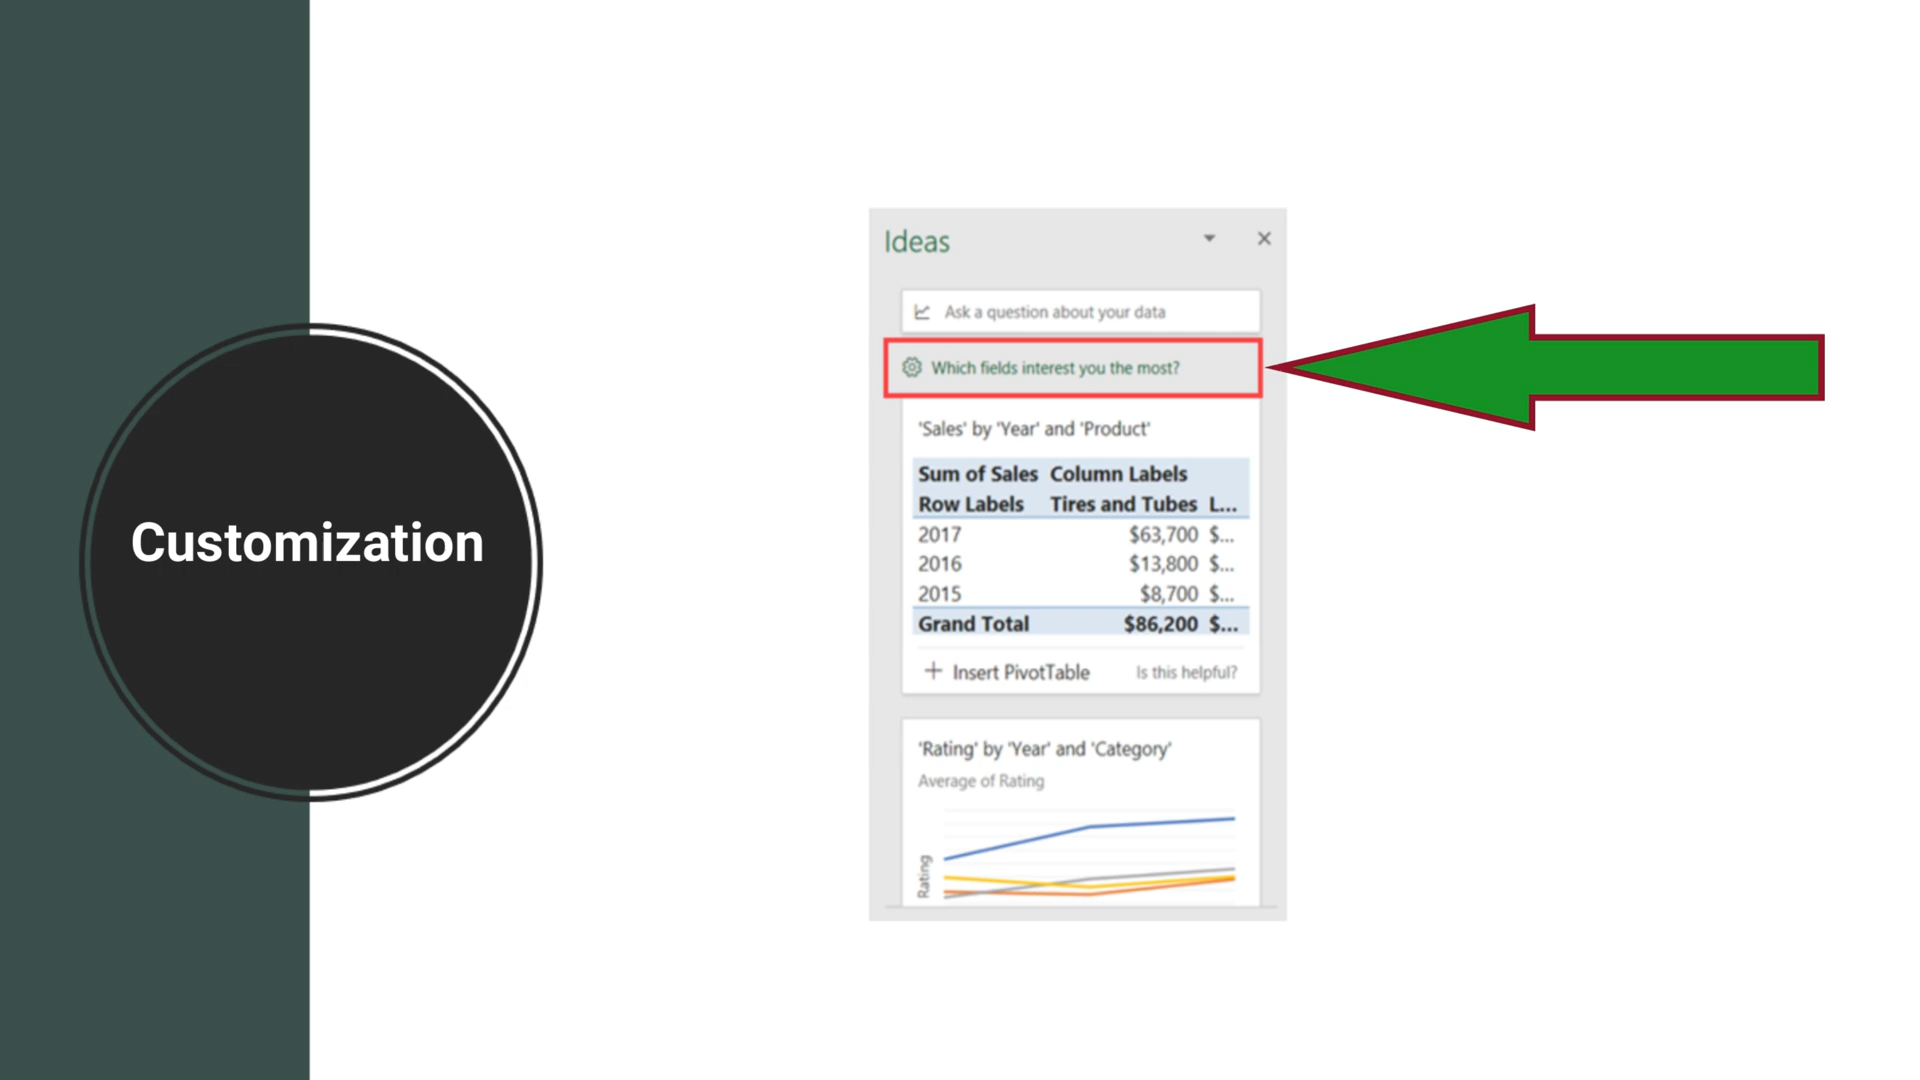 Customization
Ideas
Ask a question about your data
Which fields interest you the most?
'Sales' by 'Year' and 'Product'
Sum of Sales Column Labels
Row Labels Tires and Tubes L...
2017 $63,700 $...
2016 $13,800 $...
2015 $8,700 $...
Grand Total $86,200 $...
+ Insert PivotTable Is this helpful?
'Rating' by 'Year' and 'Category'
Average of Rating
Rating